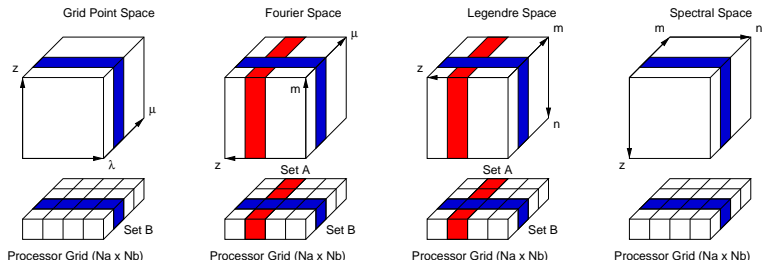 Grid Point Space
Fourier Space
Legendre Space
Spectral Space
z
μ
λ
μ
m
z
m
z
n
m
n
z
Set A
Set A
Set B
Set B
Set B
Processor Grid (Na x Nb)
Processor Grid (Na x Nb)
Processor Grid (Na x Nb)
Processor Grid (Na x Nb)